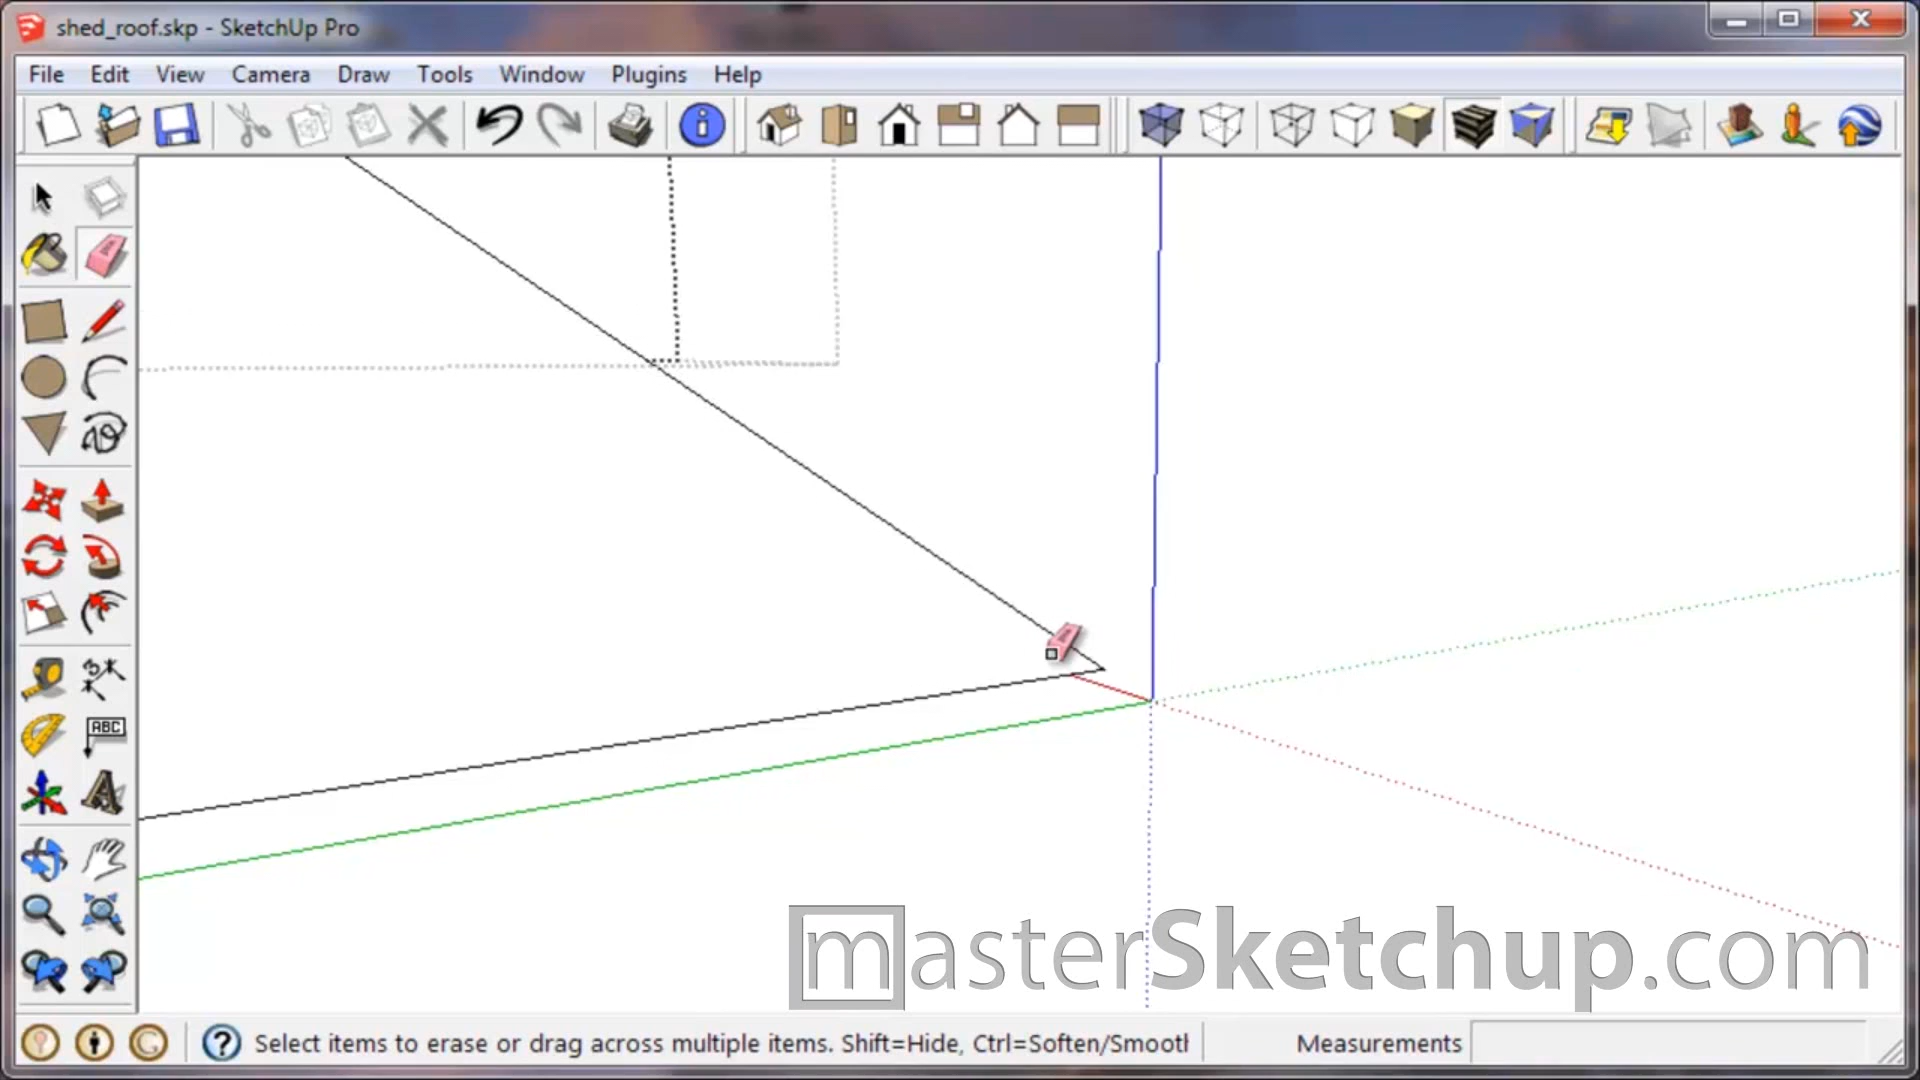 shed_roof.skp - SketchUp Pro
File Edit View Camera Draw Tools Window Plugins Help
ABC
masterSketchup.com
Select items to erase or drag across multiple items. Shift=Hide, Ctrl=Soften/Smooth
Measurements